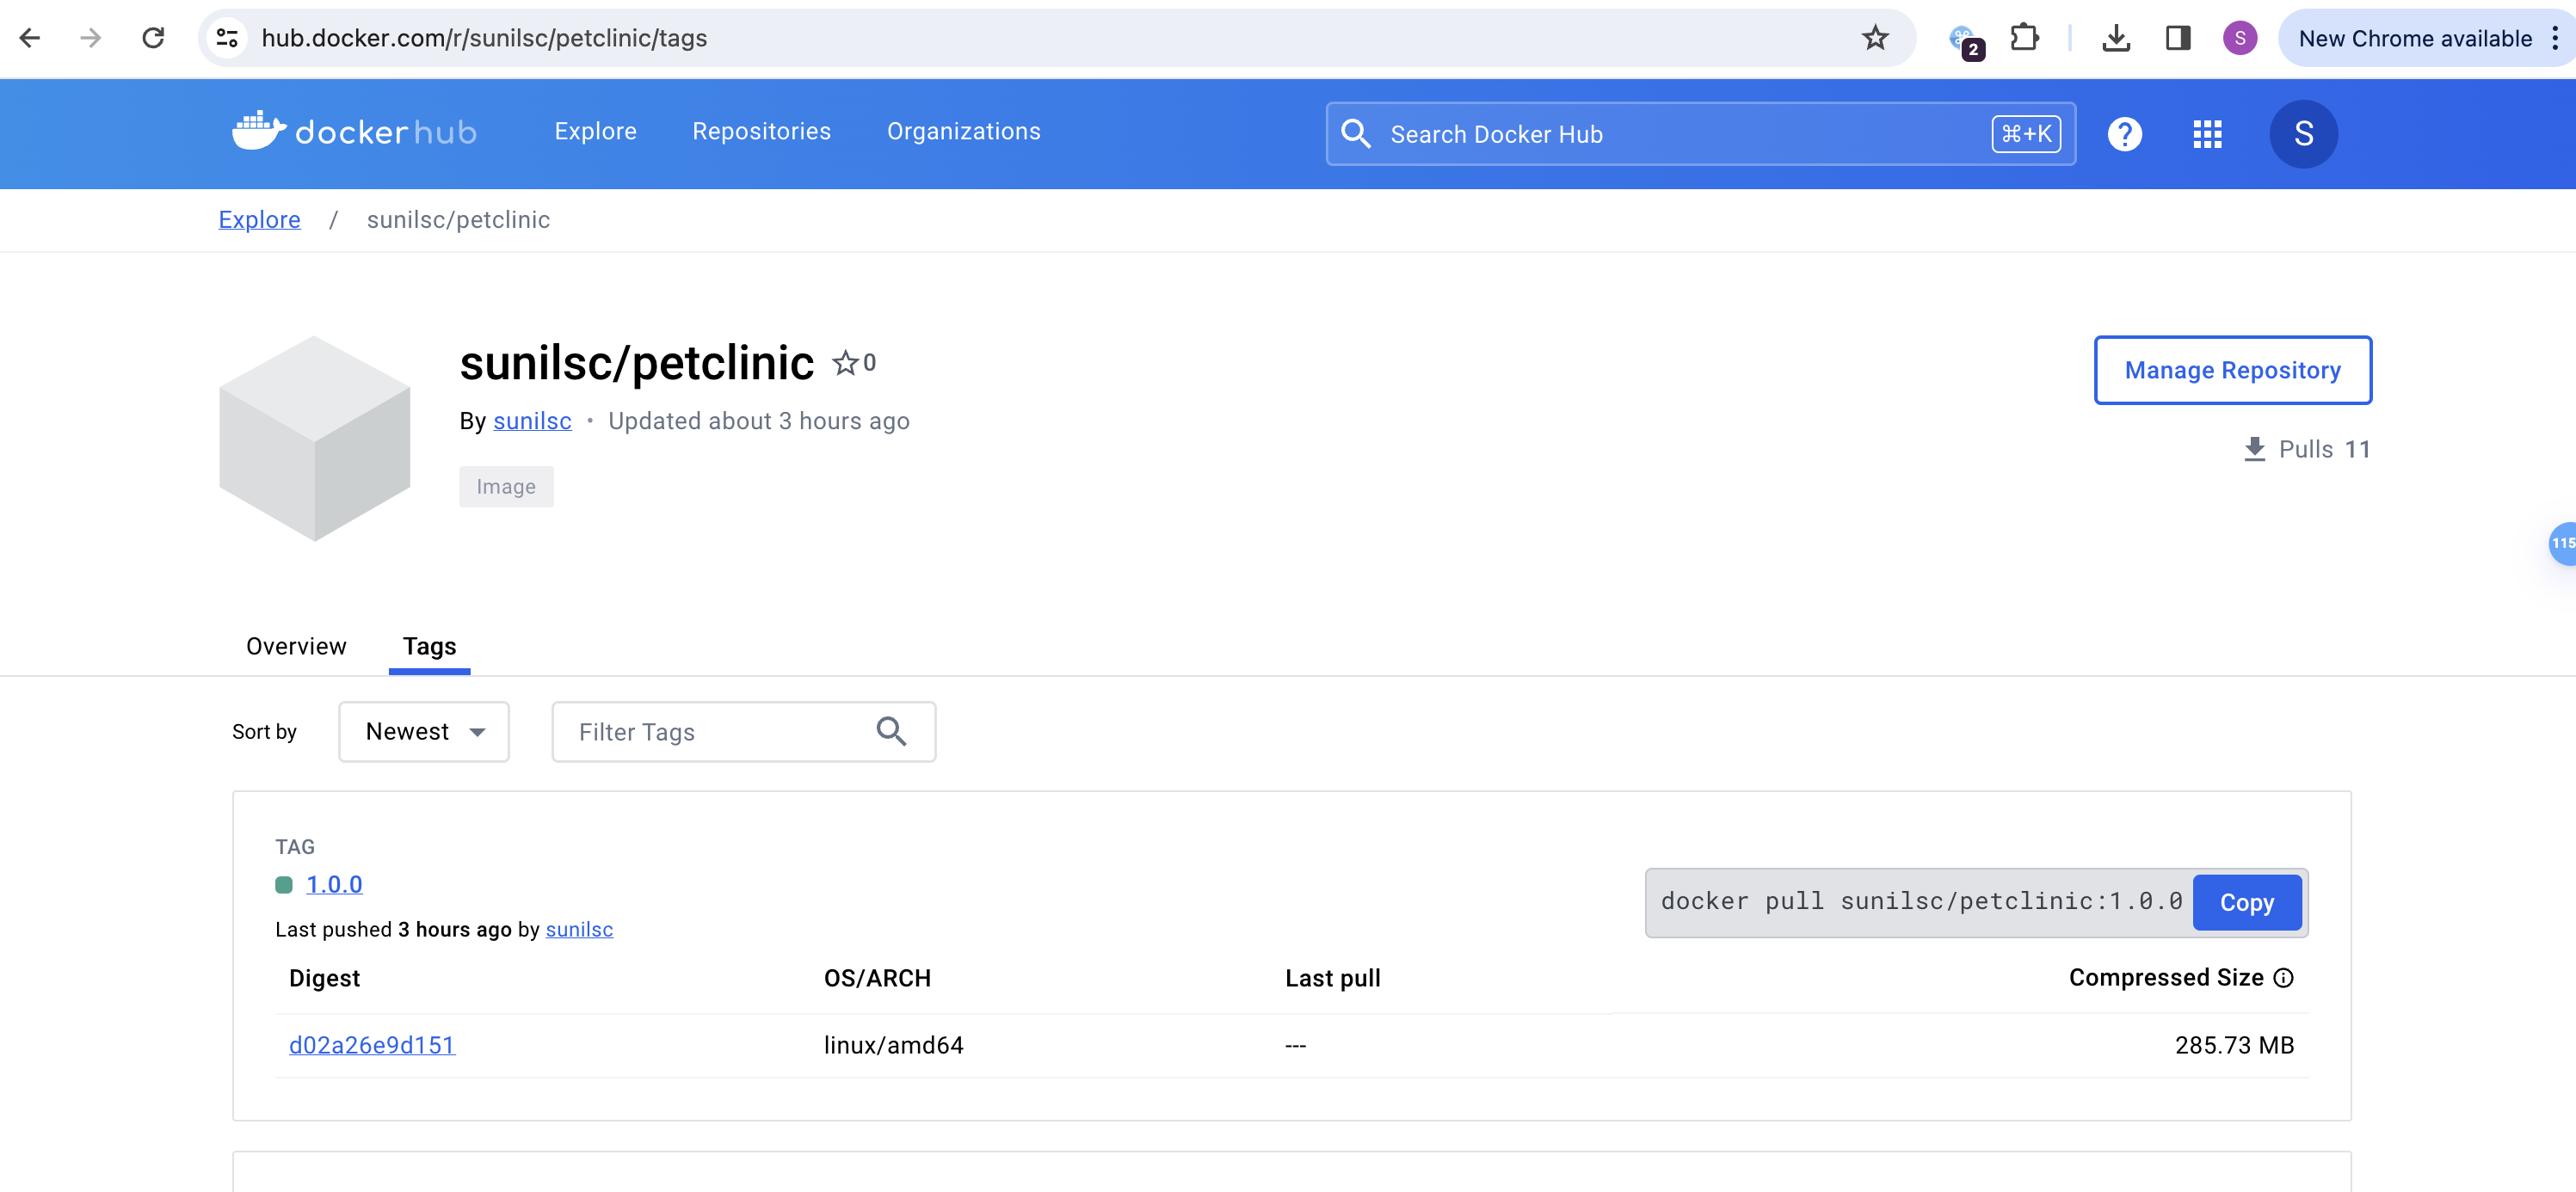 hub.docker.com/r/sunilsc/petclinic/tags
2
S
New Chrome available
dockerhub
Explore
Repositories
Organizations
Search Docker Hub
⌘+K
?
S
Explore / sunilsc/petclinic
sunilsc/petclinic
0
By sunilsc • Updated about 3 hours ago
Image
Manage Repository
Pulls 11
115
Overview
Tags
Sort by
Newest
Filter Tags
TAG
1.0.0
Last pushed 3 hours ago by sunilsc
docker pull sunilsc/petclinic:1.0.0
Copy
Digest
OS/ARCH
Last pull
Compressed Size
d02a26e9d151
linux/amd64
---
285.73 MB